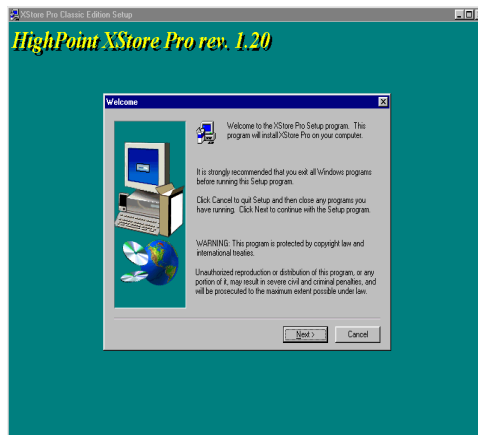 XStore Pro Classic Edition Setup
HighPoint XStore Pro rev. 1.20
Welcome
Welcome to the XStore Pro Setup program. This
program will install XStore Pro on your computer.
It is strongly recommended that you exit all Windows programs
before running this Setup program.
Click Cancel to quit Setup and then close any programs you
have running. Click Next to continue with the Setup program.
WARNING: This program is protected by copyright law and
international treaties.
Unauthorized reproduction or distribution of this program, or any
portion of it, may result in severe civil and criminal penalties, and
will be prosecuted to the maximum extent possible under law.
Next > Cancel